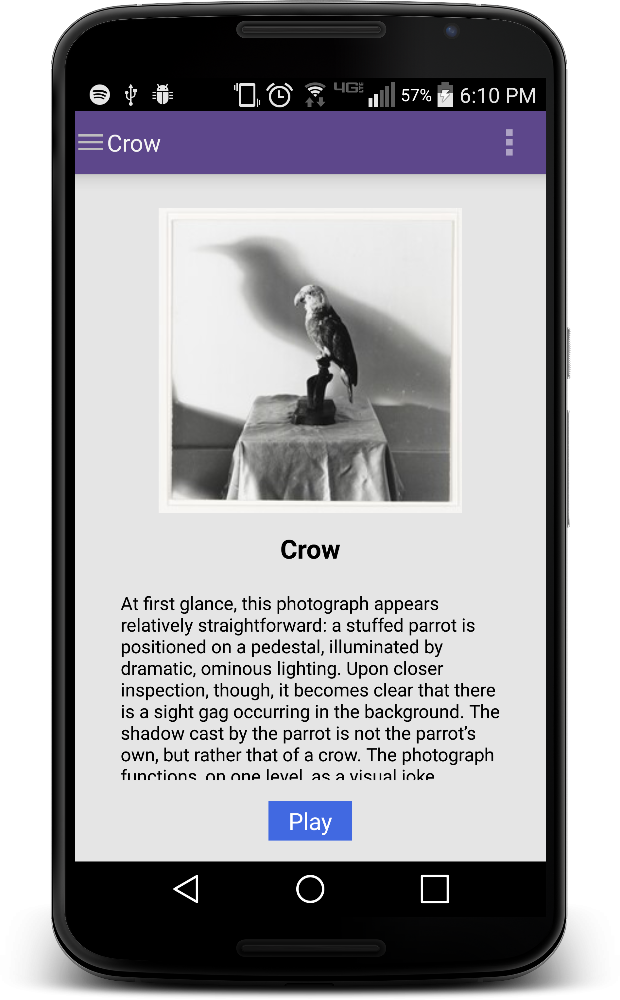 4G LTE 57% 6:10 PM
Crow
Crow
At first glance, this photograph appears
relatively straightforward: a stuffed parrot is
positioned on a pedestal, illuminated by
dramatic, ominous lighting. Upon closer
inspection, though, it becomes clear that there
is a sight gag occurring in the background. The
shadow cast by the parrot is not the parrot’s
own, but rather that of a crow. The photograph
functions, on one level, as a visual joke
Play